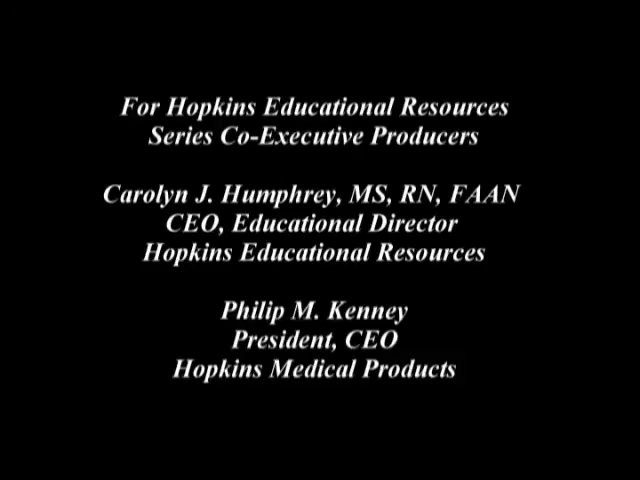 For Hopkins Educational Resources
Series Co-Executive Producers
Carolyn J. Humphrey, MS, RN, FAAN
CEO, Educational Director
Hopkins Educational Resources
Philip M. Kenney
President, CEO
Hopkins Medical Products